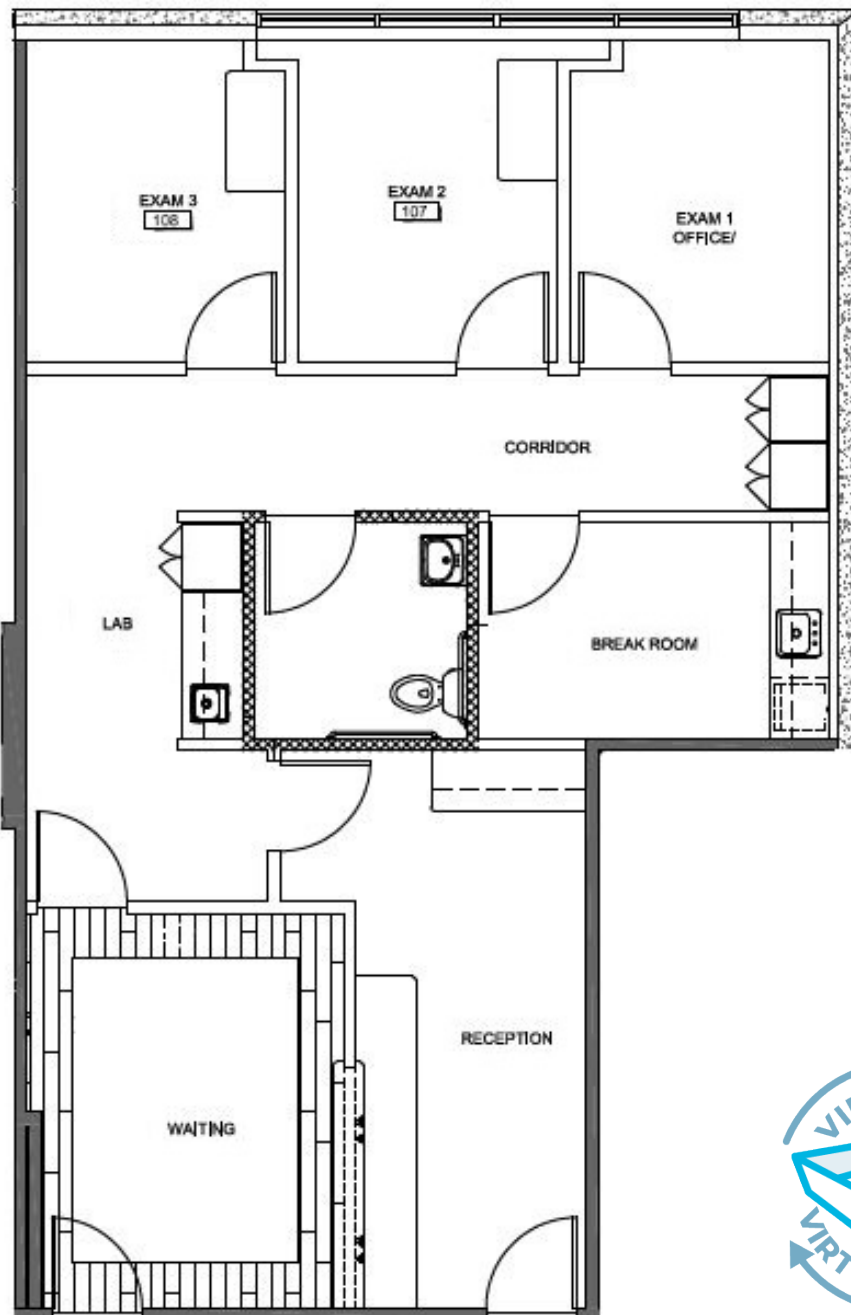 EXAM 3
108
EXAM 2
107
EXAM 1
OFFICE/
CORRIDOR
LAB
BREAK ROOM
RECEPTION
WAITING